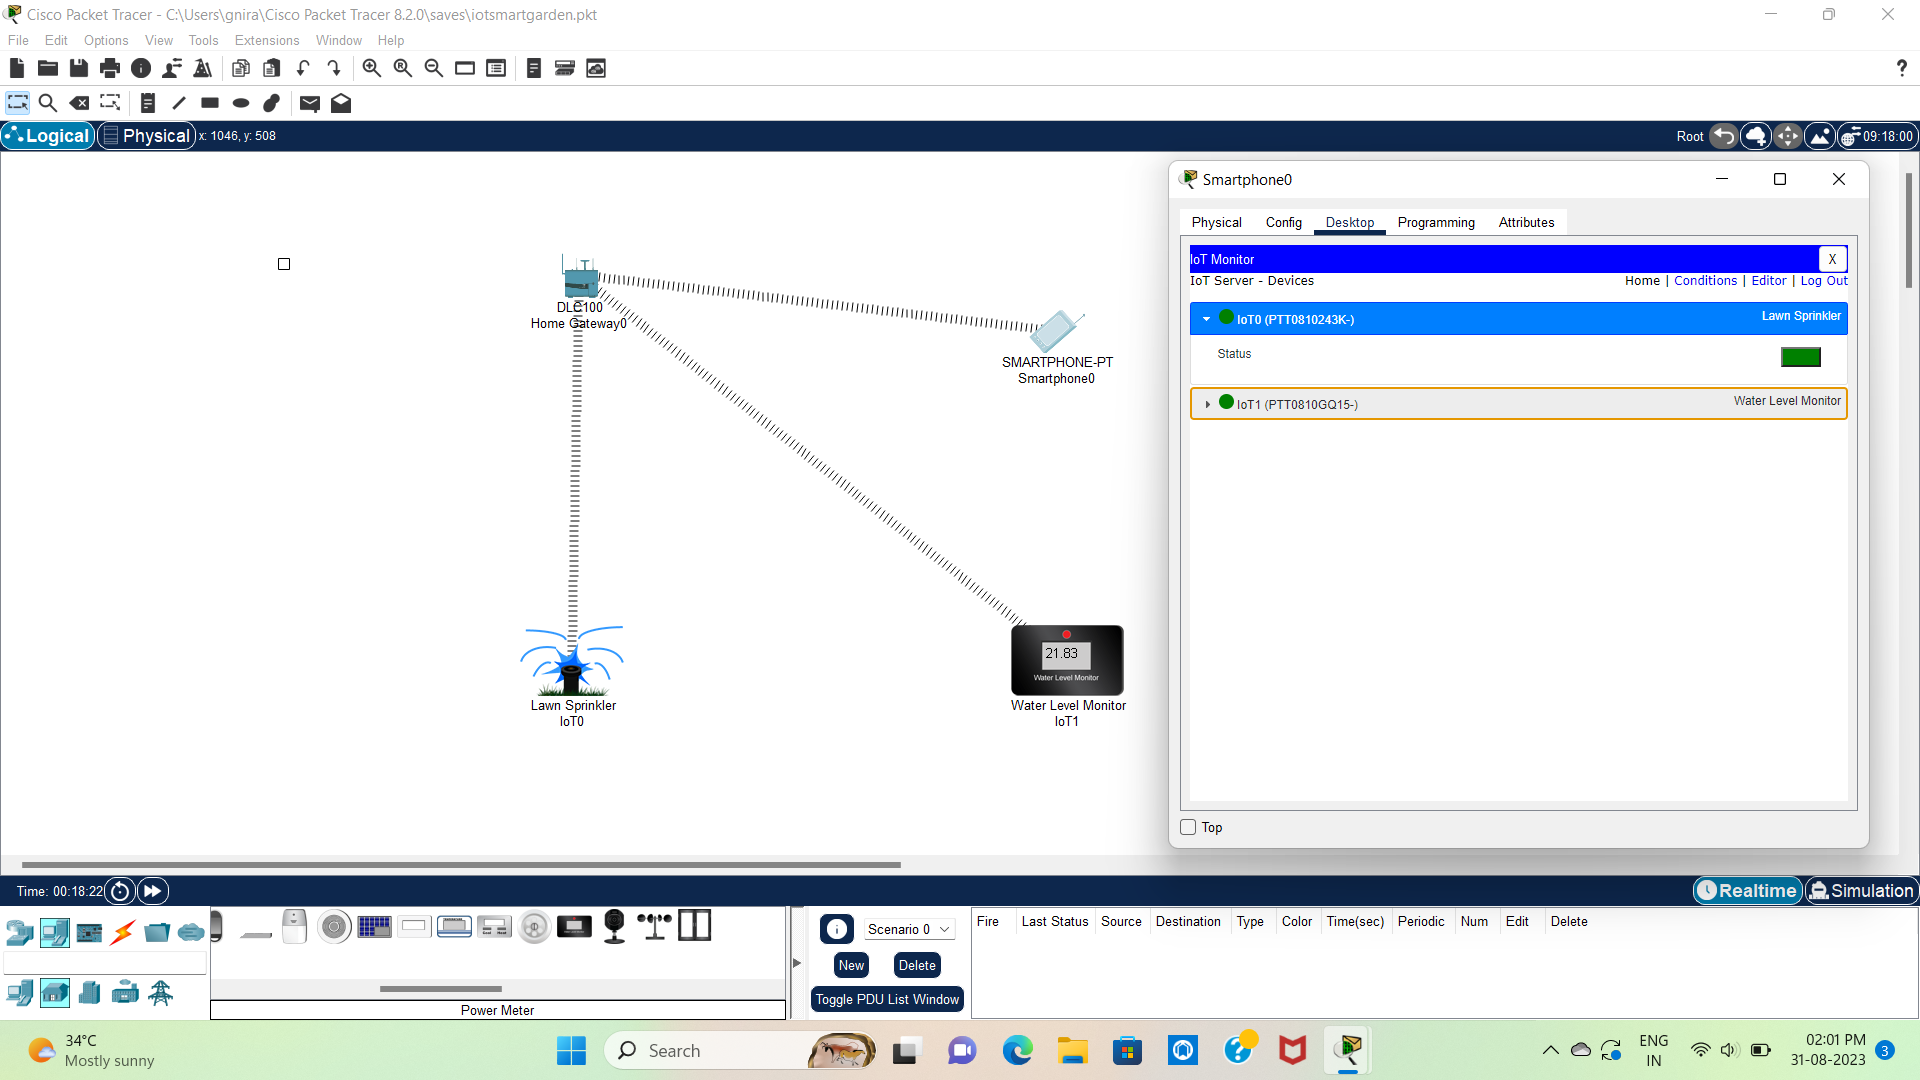 Cisco Packet Tracer - C:\Users\gnira\Cisco Packet Tracer 8.2.0\saves\iotsmartgarden.pkt
File Edit Options View Tools Extensions Window Help
?
Logical Physical x: 1046, y: 508 Root 09:18:00
Smartphone0
Physical Config Desktop Programming Attributes
IoT Monitor X
IoT Server - Devices Home | Conditions | Editor | Log Out
IoT0 (PTT0810243K-) Lawn Sprinkler
Status
IoT1 (PTT0810GQ15-) Water Level Monitor
Top
DLC100
Home Gateway0
SMARTPHONE-PT
Smartphone0
21.83
Water Level Monitor
Lawn Sprinkler
IoT0
Water Level Monitor
IoT1
Time: 00:18:22 Realtime Simulation
Scenario 0
New Delete
Toggle PDU List Window
Fire Last Status Source Destination Type Color Time(sec) Periodic Num Edit Delete
Power Meter
34°C
Mostly sunny
Search
ENG
IN
02:01 PM
31-08-2023
3